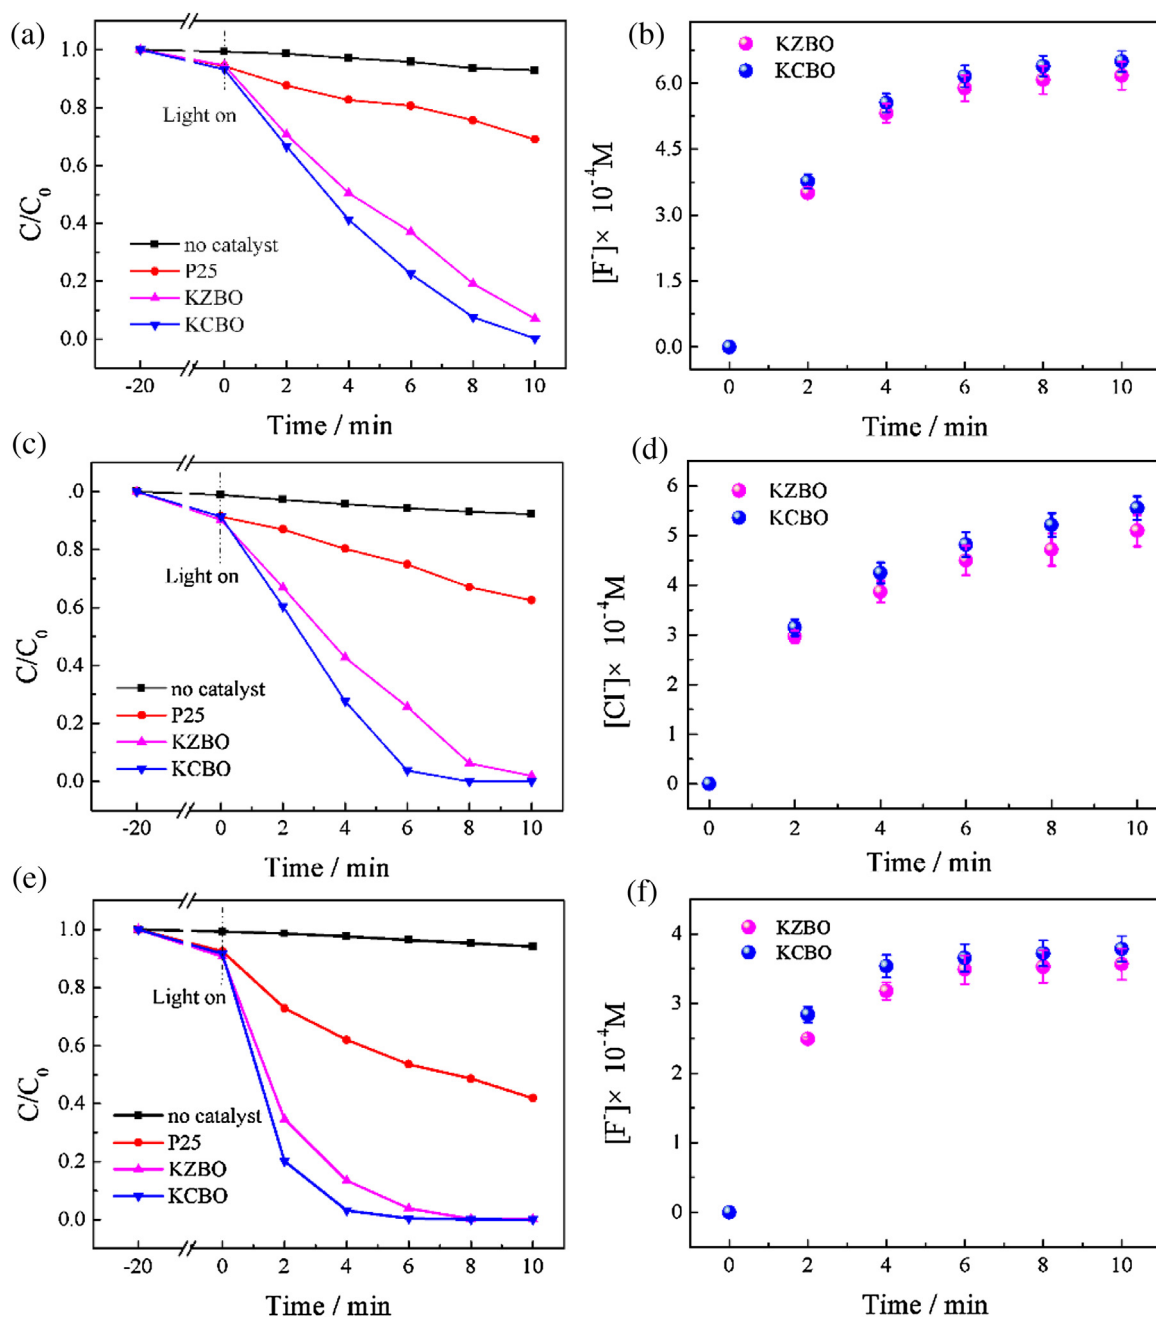 (a)
1.0
0.8
0.6
0.4
0.2
0.0
C/C0
Light on
no catalyst
P25
KZBO
KCBO
-20 0 2 4 6 8 10
Time / min
(b)
KZBO
KCBO
6.0
4.5
3.0
1.5
0.0
[F-]× 10-4M
0 2 4 6 8 10
Time / min
(c)
.0
0.8
0.6
0.4
0.2
0.0
C/C0
Light on
no catalyst
P25
KZBO
KCBO
-20 0 2 4 6 8 10
Time / min
(d)
KZBO
KCBO
6
5
4
3
2
1
0
[Cl-]× 10-4M
0 2 4 6 8 10
Time / min
(e)
1.0
0.8
0.6
0.4
0.2
0.0
C/C0
Light on
no catalyst
P25
KZBO
KCBO
-20 0 2 4 6 8 10
Time / min
(f)
KZBO
KCBO
4
3
2
1
0
[F-]× 10-4M
0 2 4 6 8 10
Time / min